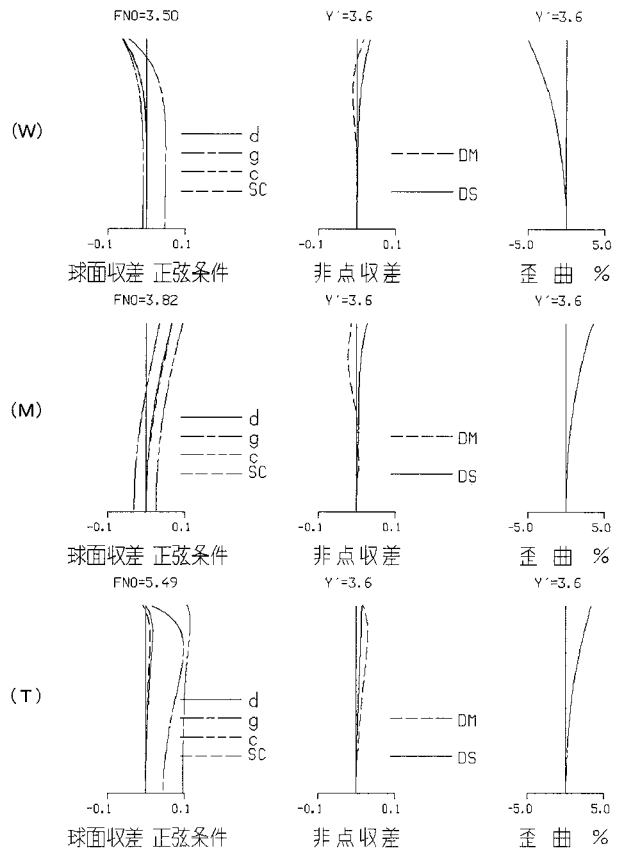 FNO=3.50 Y'=3.6 Y'=3.6
(W)
d
g
c
SC
DM
DS
-0.1 0.1 -0.1 0.1 -5.0 5.0
球面収差 正弦条件 非点収差 歪 曲 %
FNO=3.82 Y'=3.6 Y'=3.6
(M)
d
g
c
SC
DM
DS
-0.1 0.1 -0.1 0.1 -5.0 5.0
球面収差 正弦条件 非点収差 歪 曲 %
FNO=5.49 Y'=3.6 Y'=3.6
(T)
d
g
c
SC
DM
DS
-0.1 0.1 -0.1 0.1 -5.0 5.0
球面収差 正弦条件 非点収差 歪 曲 %